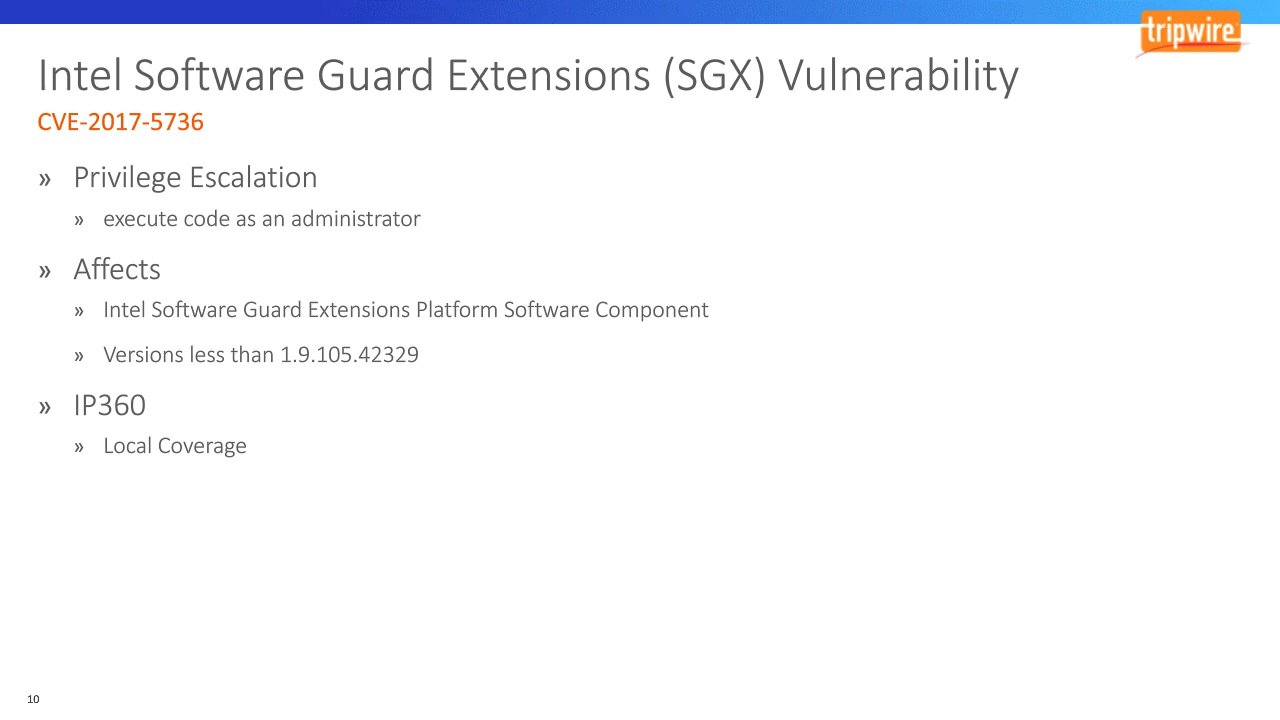 tripwire
Intel Software Guard Extensions (SGX) Vulnerability
CVE-2017-5736
» Privilege Escalation
» execute code as an administrator
» Affects
» Intel Software Guard Extensions Platform Software Component
» Versions less than 1.9.105.42329
» IP360
» Local Coverage
10